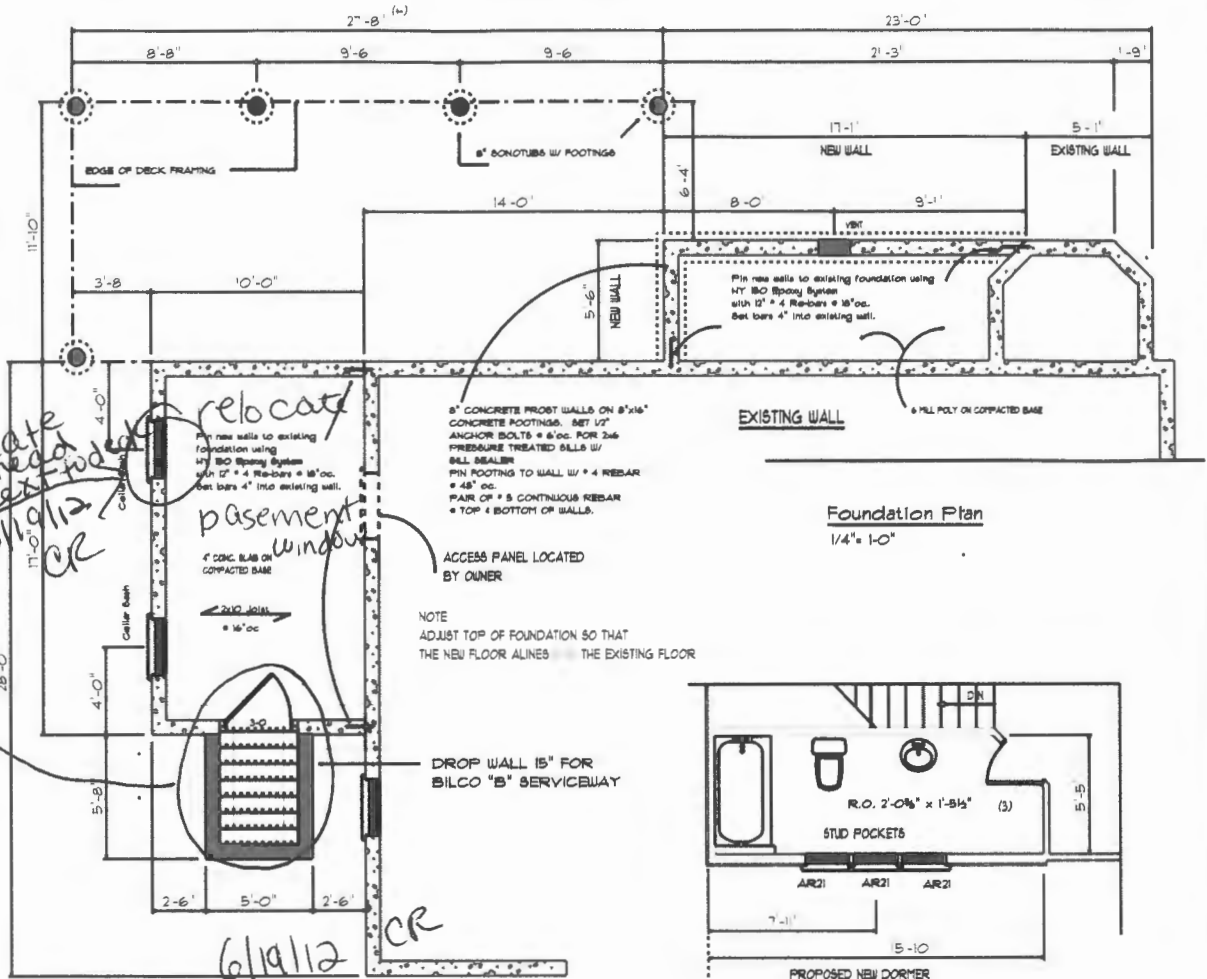 27'-8"
23'-0"
8'-8"
9'-6
9-6
21'-3"
1'-9"
17'-1"
5'-1"
NEW WALL
EXISTING WALL
8" SONOTUBS W/ FOOTINGS
EDGE OF DECK FRAMING
6'-4"
11'-10"
14'-0"
8'-0"
9'-1"
VENT
3'-8
10'-0"
5'-6"
NEW WALL
Pin new walls to existing foundation using
HY 150 Epoxy System
with 12" # 4 Re-bars @ 18"oc.
Set bars 4" into existing wall.
4'-0"
relocate
Pin new walls to existing
foundation using
HY 150 Epoxy System
with 12" # 4 Re-bars @ 18"oc.
Set bars 4" into existing wall.
basement
window
4" CONC. SLAB ON
COMPACTED BASE
8" CONCRETE FROST WALLS ON 8"x16"
CONCRETE FOOTINGS. SET 1/2"
ANCHOR BOLTS @ 6'oc. FOR 2x6
PRESSURE TREATED SILLS W/
SILL SEALER
PIN FOOTING TO WALL W/ # 4 REBAR
@ 48" oc.
PAIR OF # 5 CONTINUOUS REBAR
@ TOP & BOTTOM OF WALLS.
EXISTING WALL
6 MILL POLY ON COMPACTED BASE
Cellar Sash
CR
17'-0"
Foundation Plan
1/4"= 1-0"
ACCESS PANEL LOCATED
BY OWNER
Cellar Sash
2x10 Joist
@ 16"oc
NOTE
ADJUST TOP OF FOUNDATION SO THAT
THE NEW FLOOR ALINES THE EXISTING FLOOR
28'-0"
4'-0"
3-0
5'-8"
DROP WALL 15" FOR
BILCO "B" SERVICEWAY
2'-6"
5'-0"
2'-6"
6/19/12
CR
DN
R.O. 2'-0⅝" x 1'-5½"
(3)
5'-5"
STUD POCKETS
AR21
AR21
AR21
7'-11"
15-10
PROPOSED NEW DORMER